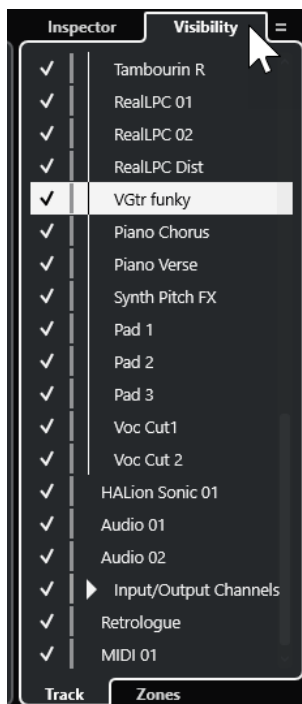 Inspector Visibility
Tambourin R
RealLPC 01
RealLPC 02
RealLPC Dist
VGtr funky
Piano Chorus
Piano Verse
Synth Pitch FX
Pad 1
Pad 2
Pad 3
Voc Cut1
Voc Cut 2
HALion Sonic 01
Audio 01
Audio 02
Input/Output Channels
Retrologue
MIDI 01
Track Zones